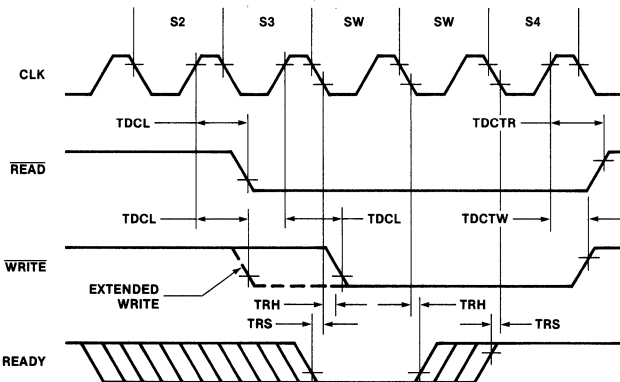 S2 S3 SW SW S4
CLK
TDCL TDCTR
READ
TDCL TDCL TDCTW
WRITE
EXTENDED
WRITE
TRH TRH
TRS TRS
READY